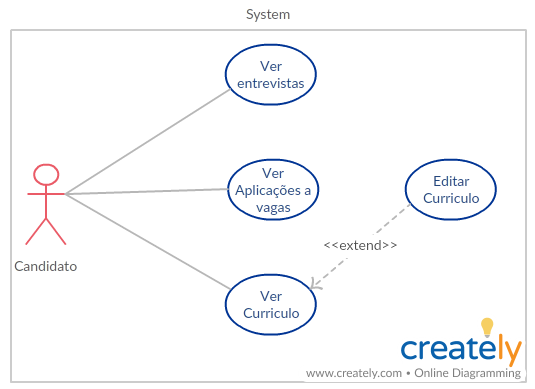 System
Ver
entrevistas
Ver
Aplicações a
vagas
Editar
Curriculo
<<extend>>
Candidato
Ver
Curriculo
creately
www.creately.com • Online Diagramming